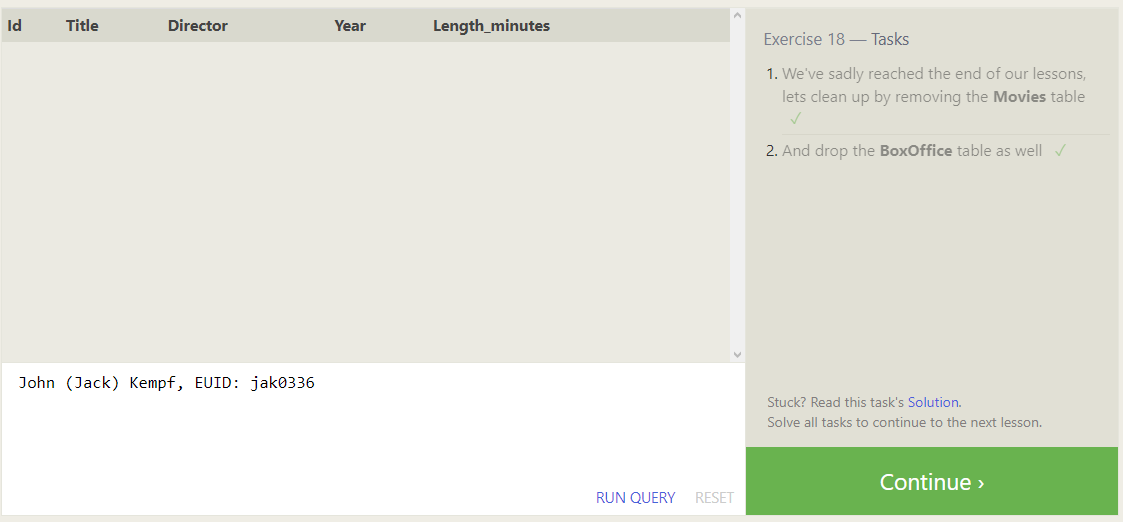 Id Title Director Year Length_minutes
John (Jack) Kempf, EUID: jak0336
RUN QUERY RESET
Exercise 18 — Tasks
1. We've sadly reached the end of our lessons,
lets clean up by removing the Movies table
✓
2. And drop the BoxOffice table as well ✓
Stuck? Read this task's Solution.
Solve all tasks to continue to the next lesson.
Continue ›